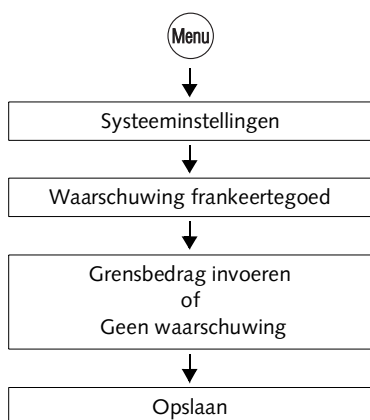 Menu
Systeeminstellingen
Waarschuwing frankeertegoed
Grensbedrag invoeren
of
Geen waarschuwing
Opslaan